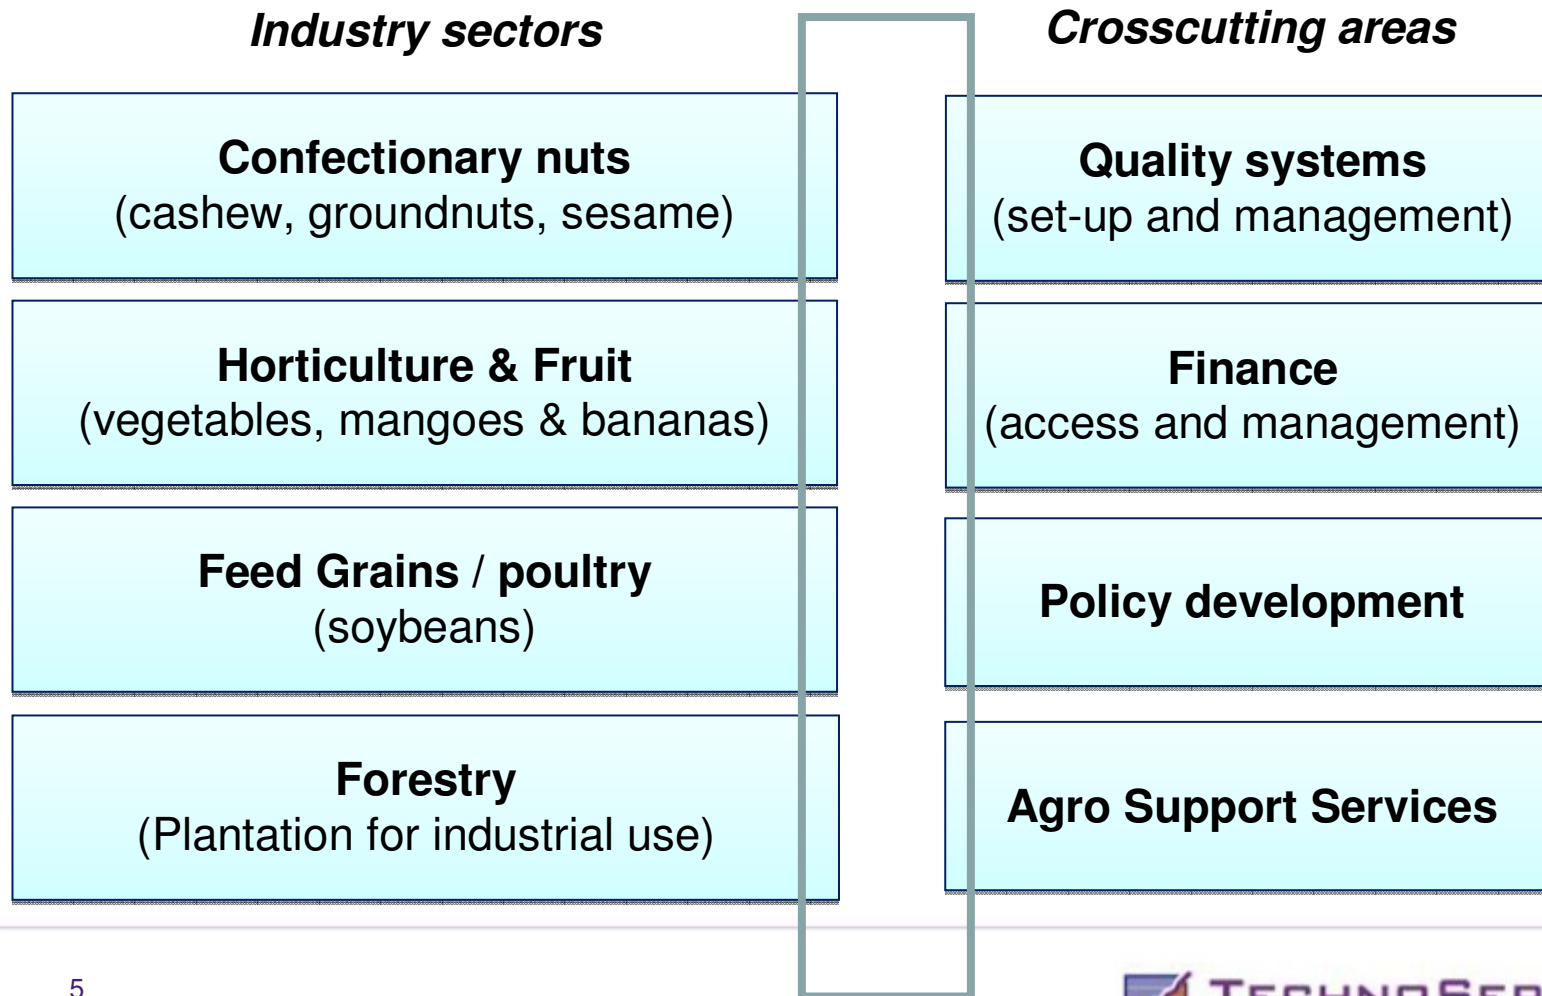 Industry sectors
Confectionary nuts
(cashew, groundnuts, sesame)
Horticulture & Fruit
(vegetables, mangoes & bananas)
Feed Grains / poultry
(soybeans)
Forestry
(Plantation for industrial use)
Crosscutting areas
Quality systems
(set-up and management)
Finance
(access and management)
Policy development
Agro Support Services
5